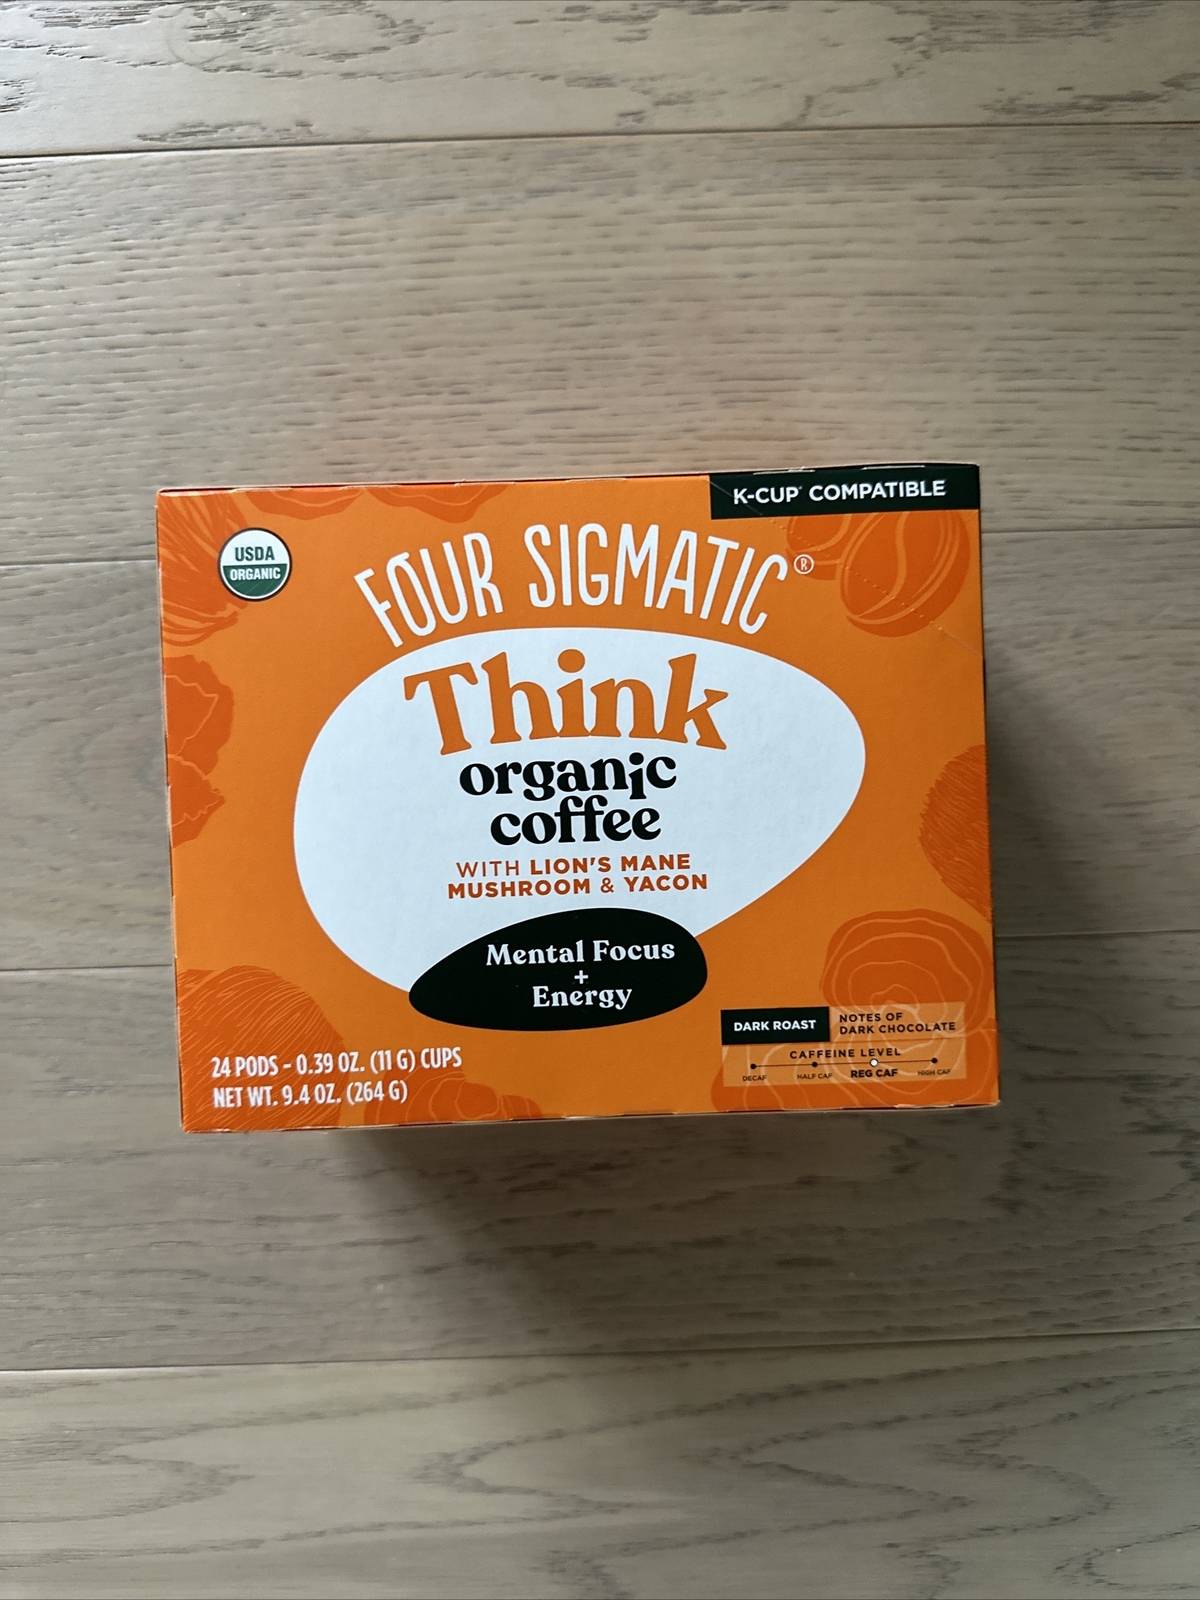 K-CUP® COMPATIBLE
USDA
ORGANIC
FOUR SIGMATIC®
Think
organic
coffee
WITH LION'S MANE
MUSHROOM & YACON
Mental Focus
+
Energy
DARK ROAST
NOTES OF
DARK CHOCOLATE
CAFFEINE LEVEL
DECAF HALF CAF REG CAF HIGH CAF
24 PODS - 0.39 OZ. (11 G) CUPS
NET WT. 9.4 OZ. (264 G)